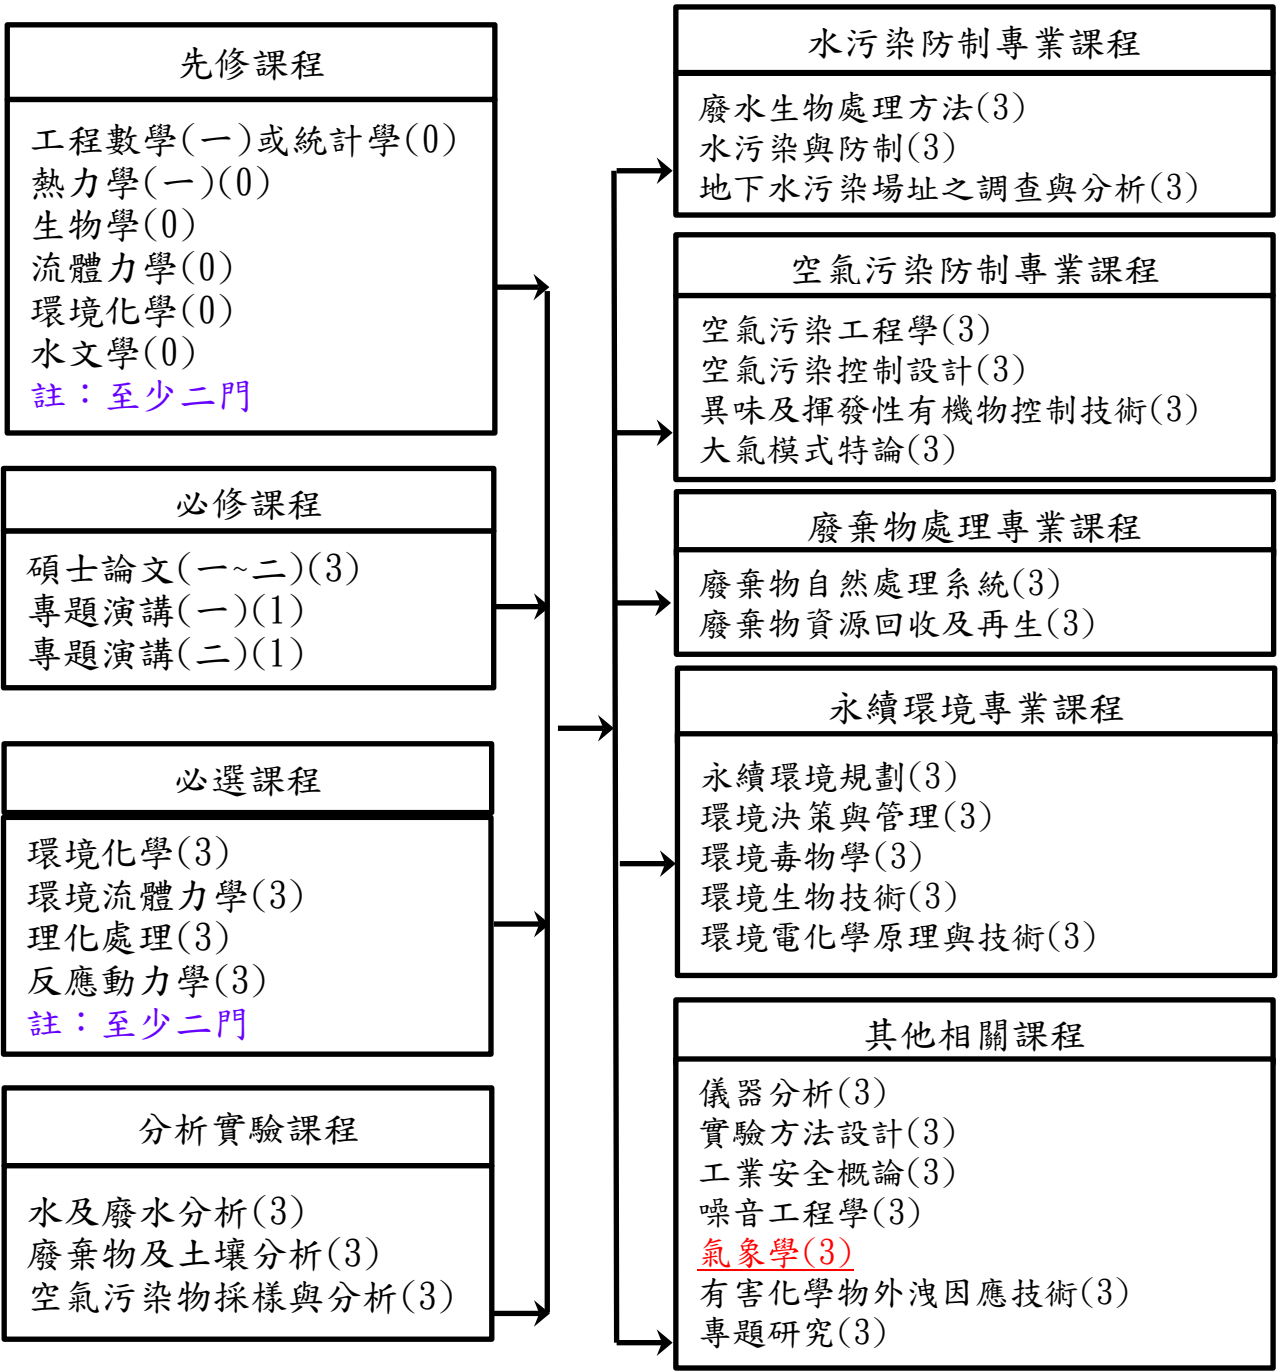 先修課程
工程數學(一)或統計學(0)
熱力學(一)(0)
生物學(0)
流體力學(0)
環境化學(0)
水文學(0)
註：至少二門
必修課程
碩士論文(一~二)(3)
專題演講(一)(1)
專題演講(二)(1)
必選課程
環境化學(3)
環境流體力學(3)
理化處理(3)
反應動力學(3)
註：至少二門
分析實驗課程
水及廢水分析(3)
廢棄物及土壤分析(3)
空氣污染物採樣與分析(3)
水污染防制專業課程
廢水生物處理方法(3)
水污染與防制(3)
地下水污染場址之調查與分析(3)
空氣污染防制專業課程
空氣污染工程學(3)
空氣污染控制設計(3)
異味及揮發性有機物控制技術(3)
大氣模式特論(3)
廢棄物處理專業課程
廢棄物自然處理系統(3)
廢棄物資源回收及再生(3)
永續環境專業課程
永續環境規劃(3)
環境決策與管理(3)
環境毒物學(3)
環境生物技術(3)
環境電化學原理與技術(3)
其他相關課程
儀器分析(3)
實驗方法設計(3)
工業安全概論(3)
噪音工程學(3)
氣象學(3)
有害化學物外洩因應技術(3)
專題研究(3)